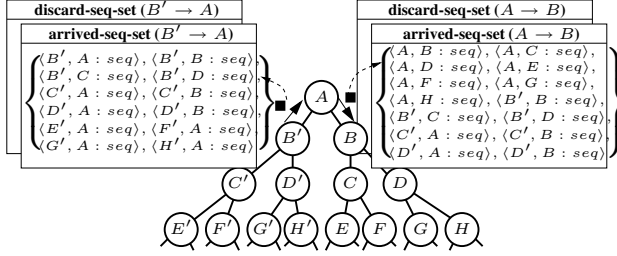 discard-seq-set (B′ → A)
arrived-seq-set (B′ → A)
⟨B′, A : seq⟩, ⟨B′, B : seq⟩,
⟨B′, C : seq⟩, ⟨B′, D : seq⟩,
⟨C′, A : seq⟩, ⟨C′, B : seq⟩,
⟨D′, A : seq⟩, ⟨D′, B : seq⟩,
⟨E′, A : seq⟩, ⟨F′, A : seq⟩,
⟨G′, A : seq⟩, ⟨H′, A : seq⟩
discard-seq-set (A → B)
arrived-seq-set (A → B)
⟨A, B : seq⟩, ⟨A, C : seq⟩,
⟨A, D : seq⟩, ⟨A, E : seq⟩,
⟨A, F : seq⟩, ⟨A, G : seq⟩,
⟨A, H : seq⟩, ⟨B′, B : seq⟩,
⟨B′, C : seq⟩, ⟨B′, D : seq⟩,
⟨C′, A : seq⟩, ⟨C′, B : seq⟩,
⟨D′, A : seq⟩, ⟨D′, B : seq⟩
A
B′ B
C′ D′ C D
E′ F′ G′ H′ E F G H